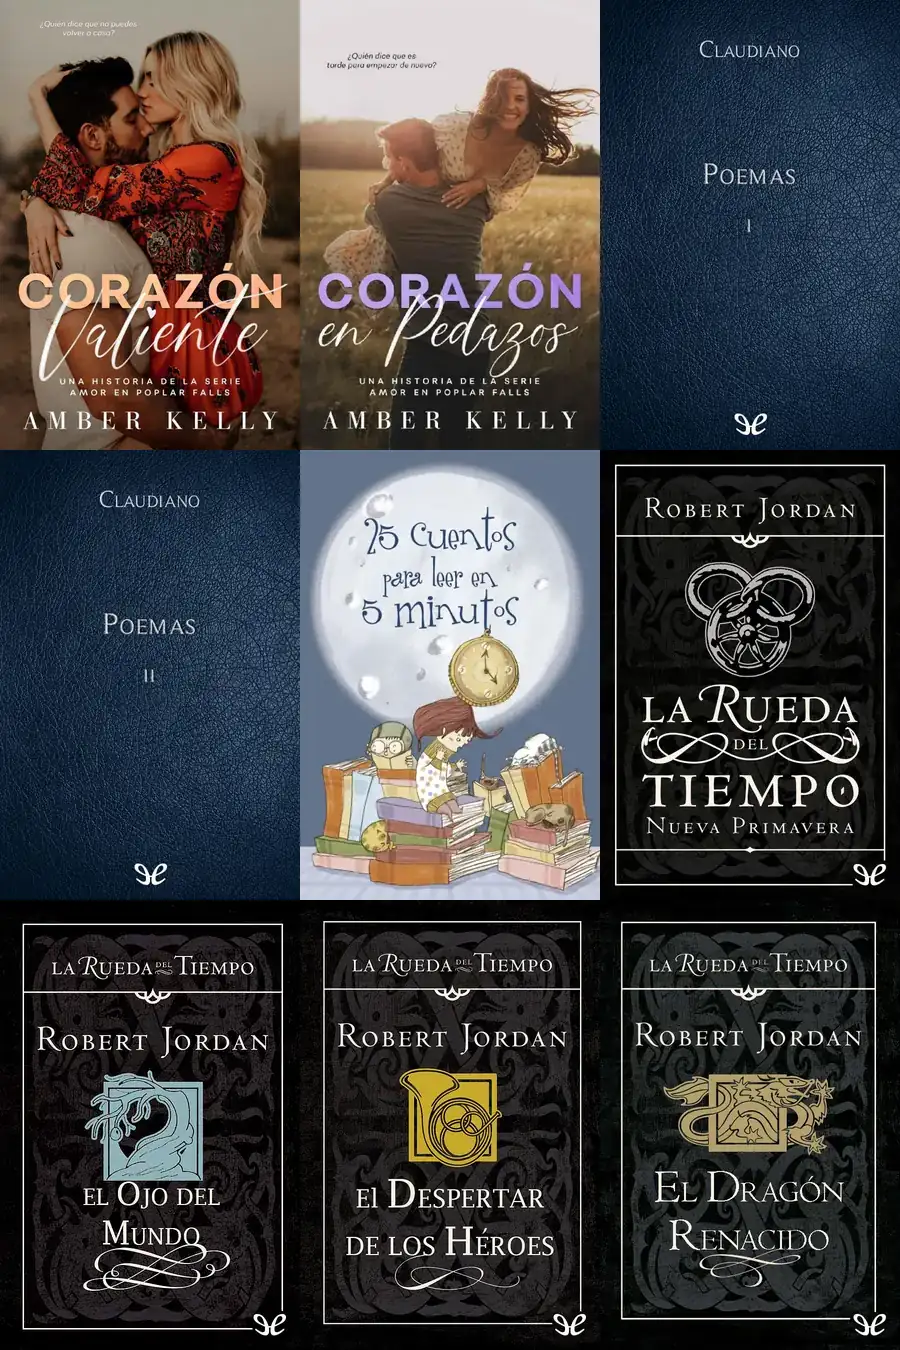 ¿Quién dice que no puedes
volver a casa?
CORAZÓN
Valiente
UNA HISTORIA DE LA SERIE
AMOR EN POPLAR FALLS
AMBER KELLY
¿Quién dice que es
tarde para empezar de nuevo?
CORAZÓN
en Pedazos
UNA HISTORIA DE LA SERIE
AMOR EN POPLAR FALLS
AMBER KELLY
CLAUDIANO
POEMAS
I
CLAUDIANO
POEMAS
II
25 cuentos
para leer en
5 minutos
ROBERT JORDAN
LA RUEDA
DEL
TIEMPO
NUEVA PRIMAVERA
LA RUEDA DEL TIEMPO
ROBERT JORDAN
EL OJO DEL
MUNDO
LA RUEDA DEL TIEMPO
ROBERT JORDAN
El DESPERTAR
DE LOS HÉROES
LA RUEDA DEL TIEMPO
ROBERT JORDAN
EL DRAGÓN
RENACIDO